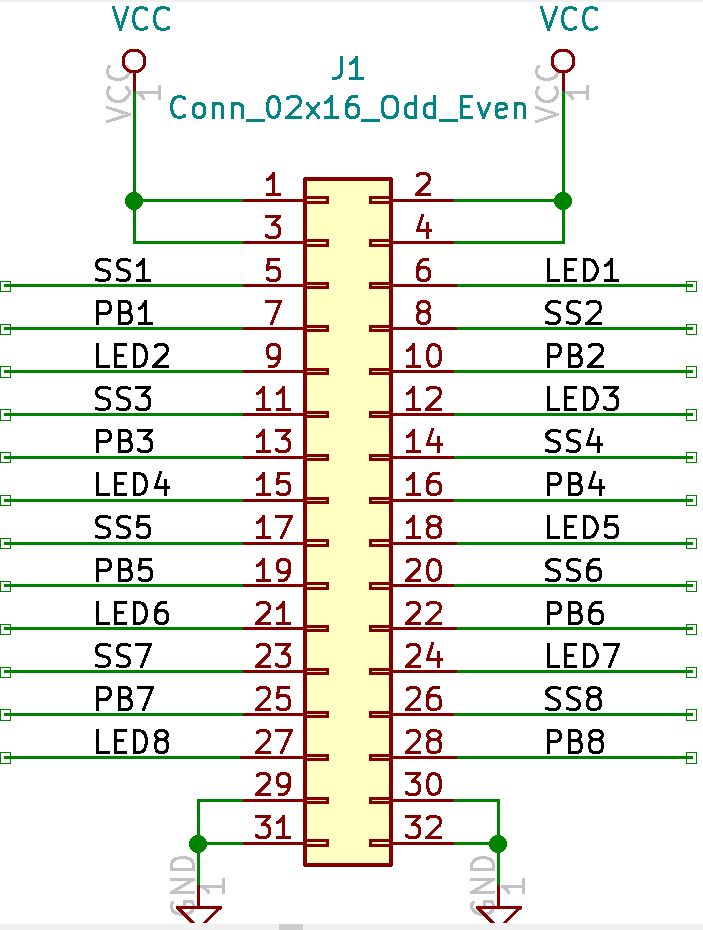 VCC VCC
VCC 1 VCC 1
J1
Conn_02x16_Odd_Even
1 2
3 4
SS1 5 6 LED1
PB1 7 8 SS2
LED2 9 10 PB2
SS3 11 12 LED3
PB3 13 14 SS4
LED4 15 16 PB4
SS5 17 18 LED5
PB5 19 20 SS6
LED6 21 22 PB6
SS7 23 24 LED7
PB7 25 26 SS8
LED8 27 28 PB8
29 30
31 32
GND 1 GND 1